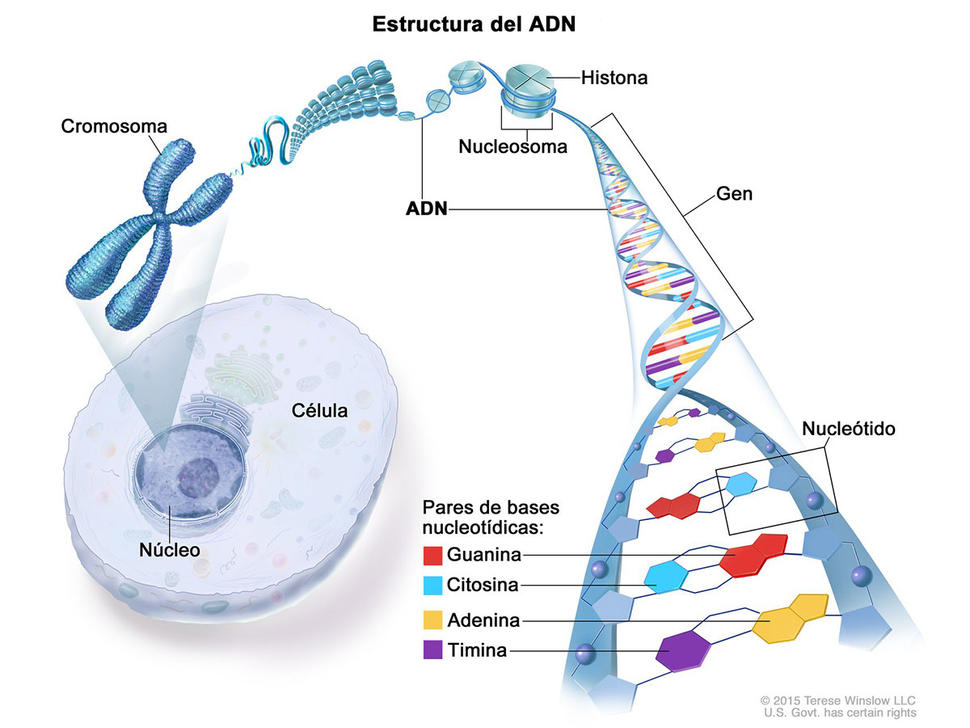 Estructura del ADN
Cromosoma
Histona
Nucleosoma
ADN
Gen
Célula
Núcleo
Nucleótido
Pares de bases
nucleotídicas:
Guanina
Citosina
Adenina
Timina
© 2015 Terese Winslow LLC
U.S. Govt. has certain rights